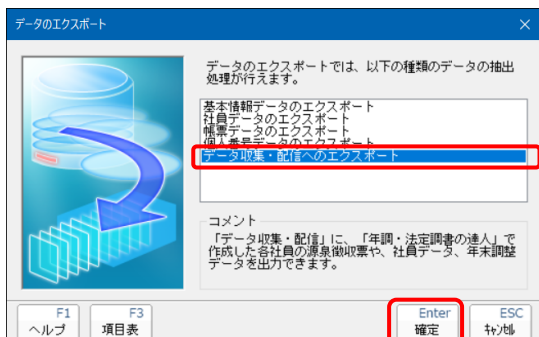 データのエクスポート
データのエクスポートでは、以下の種類のデータの抽出
処理が行えます。
基本情報データのエクスポート
社員データのエクスポート
帳票データのエクスポート
個人番号データのエクスポート
データ収集・配信へのエクスポート
コメント
「データ収集・配信」に、「年調・法定調書の達人」で
作成した各社員の源泉徴収票や、社員データ、年末調整
データを出力できます。
F1 F3 Enter ESC
ヘルプ 項目表 確定 ｷｬﾝｾﾙ